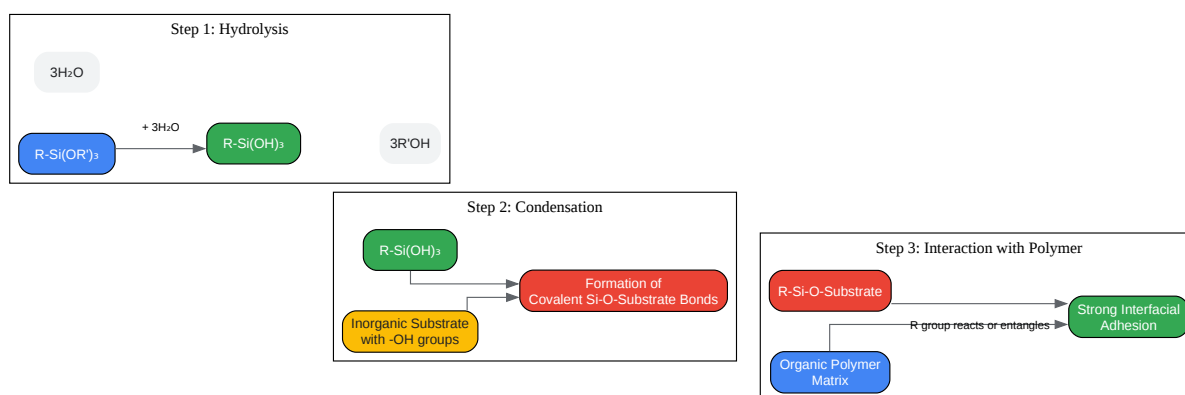 Step 1: Hydrolysis
3H₂O
+ 3H₂O
R-Si(OR')₃
R-Si(OH)₃
3R'OH
Step 2: Condensation
R-Si(OH)₃
Formation of
Covalent Si-O-Substrate Bonds
Inorganic Substrate
with -OH groups
Step 3: Interaction with Polymer
R-Si-O-Substrate
Strong Interfacial
Adhesion
R group reacts or entangles
Organic Polymer
Matrix